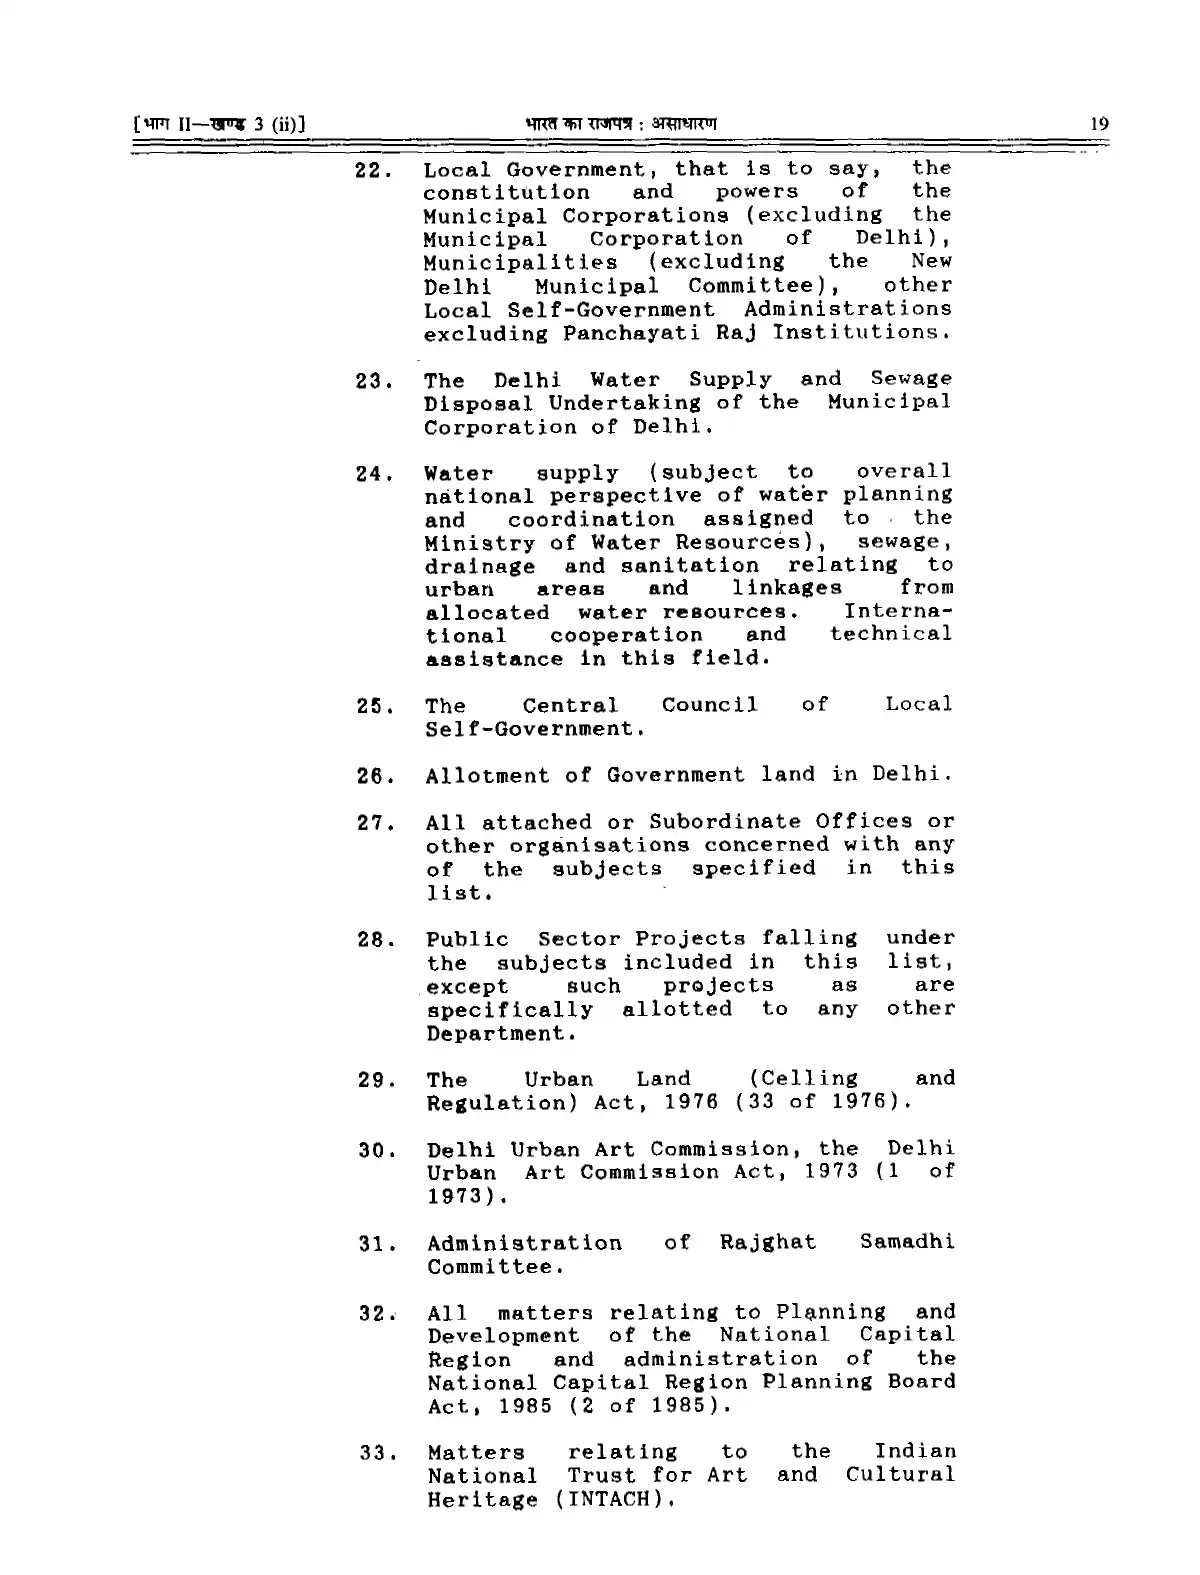 [भाग II—खण्ड 3 (ii)] भारत का राजपत्र : असाधारण 19
22. Local Government, that is to say, the
constitution and powers of the
Municipal Corporations (excluding the
Municipal Corporation of Delhi),
Municipalities (excluding the New
Delhi Municipal Committee), other
Local Self-Government Administrations
excluding Panchayati Raj Institutions.
23. The Delhi Water Supply and Sewage
Disposal Undertaking of the Municipal
Corporation of Delhi.
24. Water supply (subject to overall
national perspective of water planning
and coordination assigned to the
Ministry of Water Resources), sewage,
drainage and sanitation relating to
urban areas and linkages from
allocated water resources. Interna-
tional cooperation and technical
assistance in this field.
25. The Central Council of Local
Self-Government.
26. Allotment of Government land in Delhi.
27. All attached or Subordinate Offices or
other organisations concerned with any
of the subjects specified in this
list.
28. Public Sector Projects falling under
the subjects included in this list,
except such projects as are
specifically allotted to any other
Department.
29. The Urban Land (Celling and
Regulation) Act, 1976 (33 of 1976).
30. Delhi Urban Art Commission, the Delhi
Urban Art Commission Act, 1973 (1 of
1973).
31. Administration of Rajghat Samadhi
Committee.
32. All matters relating to Planning and
Development of the National Capital
Region and administration of the
National Capital Region Planning Board
Act, 1985 (2 of 1985).
33. Matters relating to the Indian
National Trust for Art and Cultural
Heritage (INTACH).